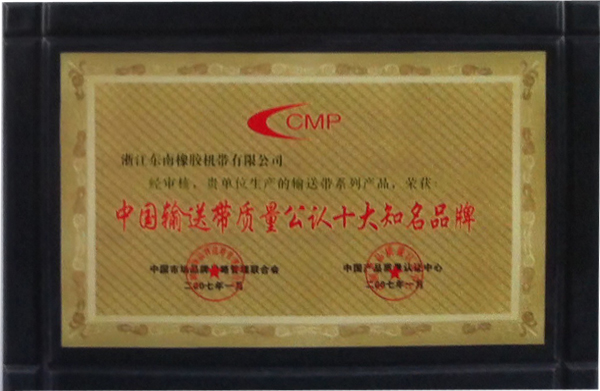 CMP
浙江东南橡胶机带有限公司
经审核，贵单位生产的输送带系列产品，荣获：
中国输送带质量公认十大知名品牌
中国市场品牌战略管理联合会 中国产品质量认证中心
二００七年一月 二００七年一月